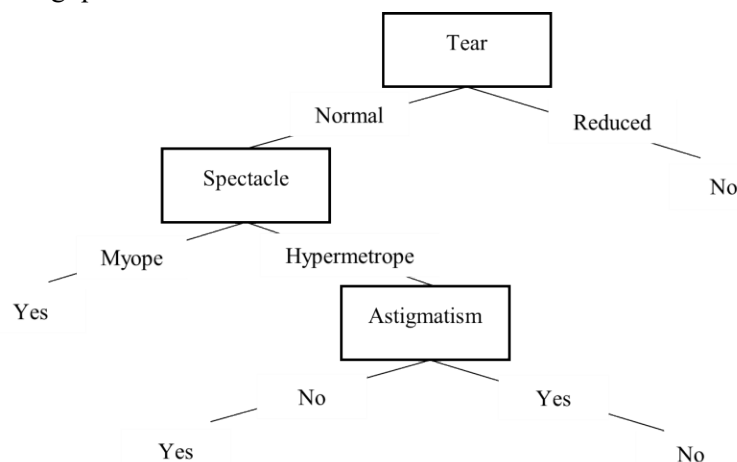 Tear
Normal
Reduced
Spectacle
No
Myope
Hypermetrope
Yes
Astigmatism
No
Yes
Yes
No